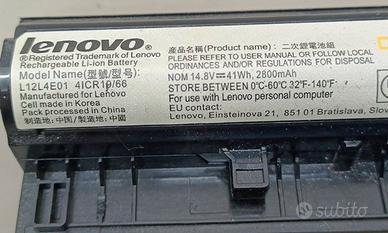 lenovo
®Registered Trademark of Lenovo
Rechargeable Li-ion Battery
Model Name(型號/型号):
L12L4E01 4ICR19/66
Manufactured for Lenovo
Cell made in Korea
Pack processed in China
产品名称(Product name) : 二次鋰電池組
PLEASE REFER TO USER MANUAL OR FOLLOW LOCAL
ORDINANCES AND/OR REGULATIONS FOR DISPOSAL
NOM 14.8V⎓41Wh, 2800mAh
STORE BETWEEN 0°C-60°C 32°F-140°F
For use with Lenovo personal computer
EU contact:
Lenovo, Einsteinova 21, 851 01 Bratislava, Slov
subito